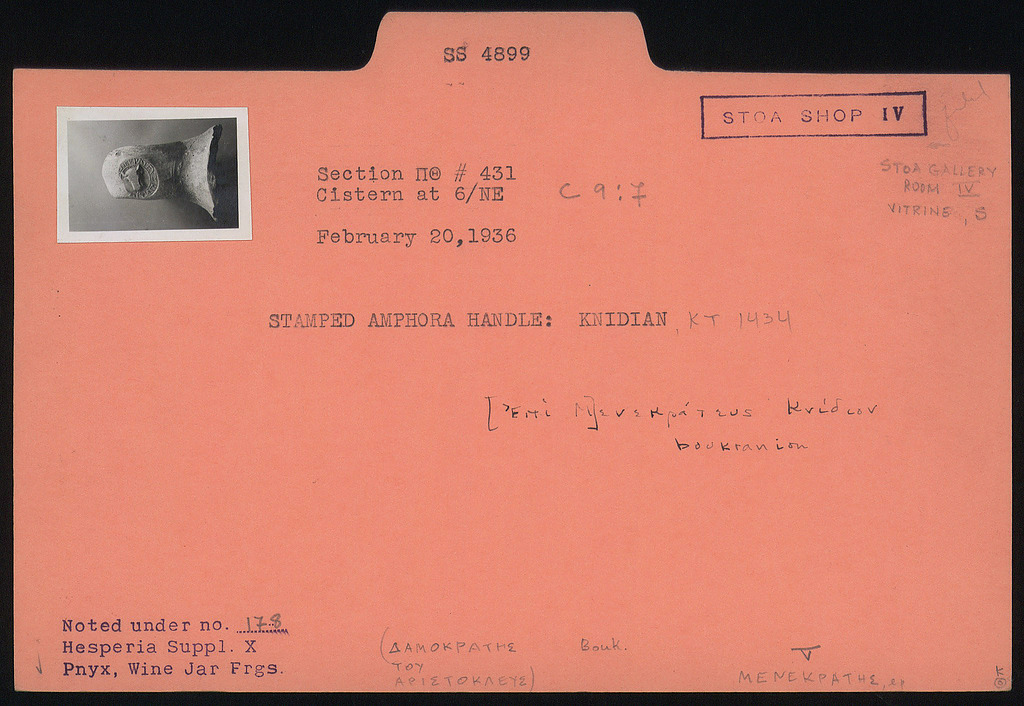 SS 4899
STOA SHOP IV
Section ΠΘ # 431
Cistern at 6/NE
C 9:7
February 20,1936
STOA GALLERY
ROOM IV
VITRINE, S
STAMPED AMPHORA HANDLE: KNIDIAN, KT 1434
[Ἐπὶ Μ]ενεκράτευς Κνίδιον
boukranion
Noted under no. 178
Hesperia Suppl. X
Pnyx, Wine Jar Frgs.
(ΔΑΜΟΚΡΑΤΗΣ
ΤΟΥ
ΑΡΙΣΤΟΚΛΕΥΣ)
Bouk.
V
ΜΕΝΕΚΡΑΤΗΣ, ep
K